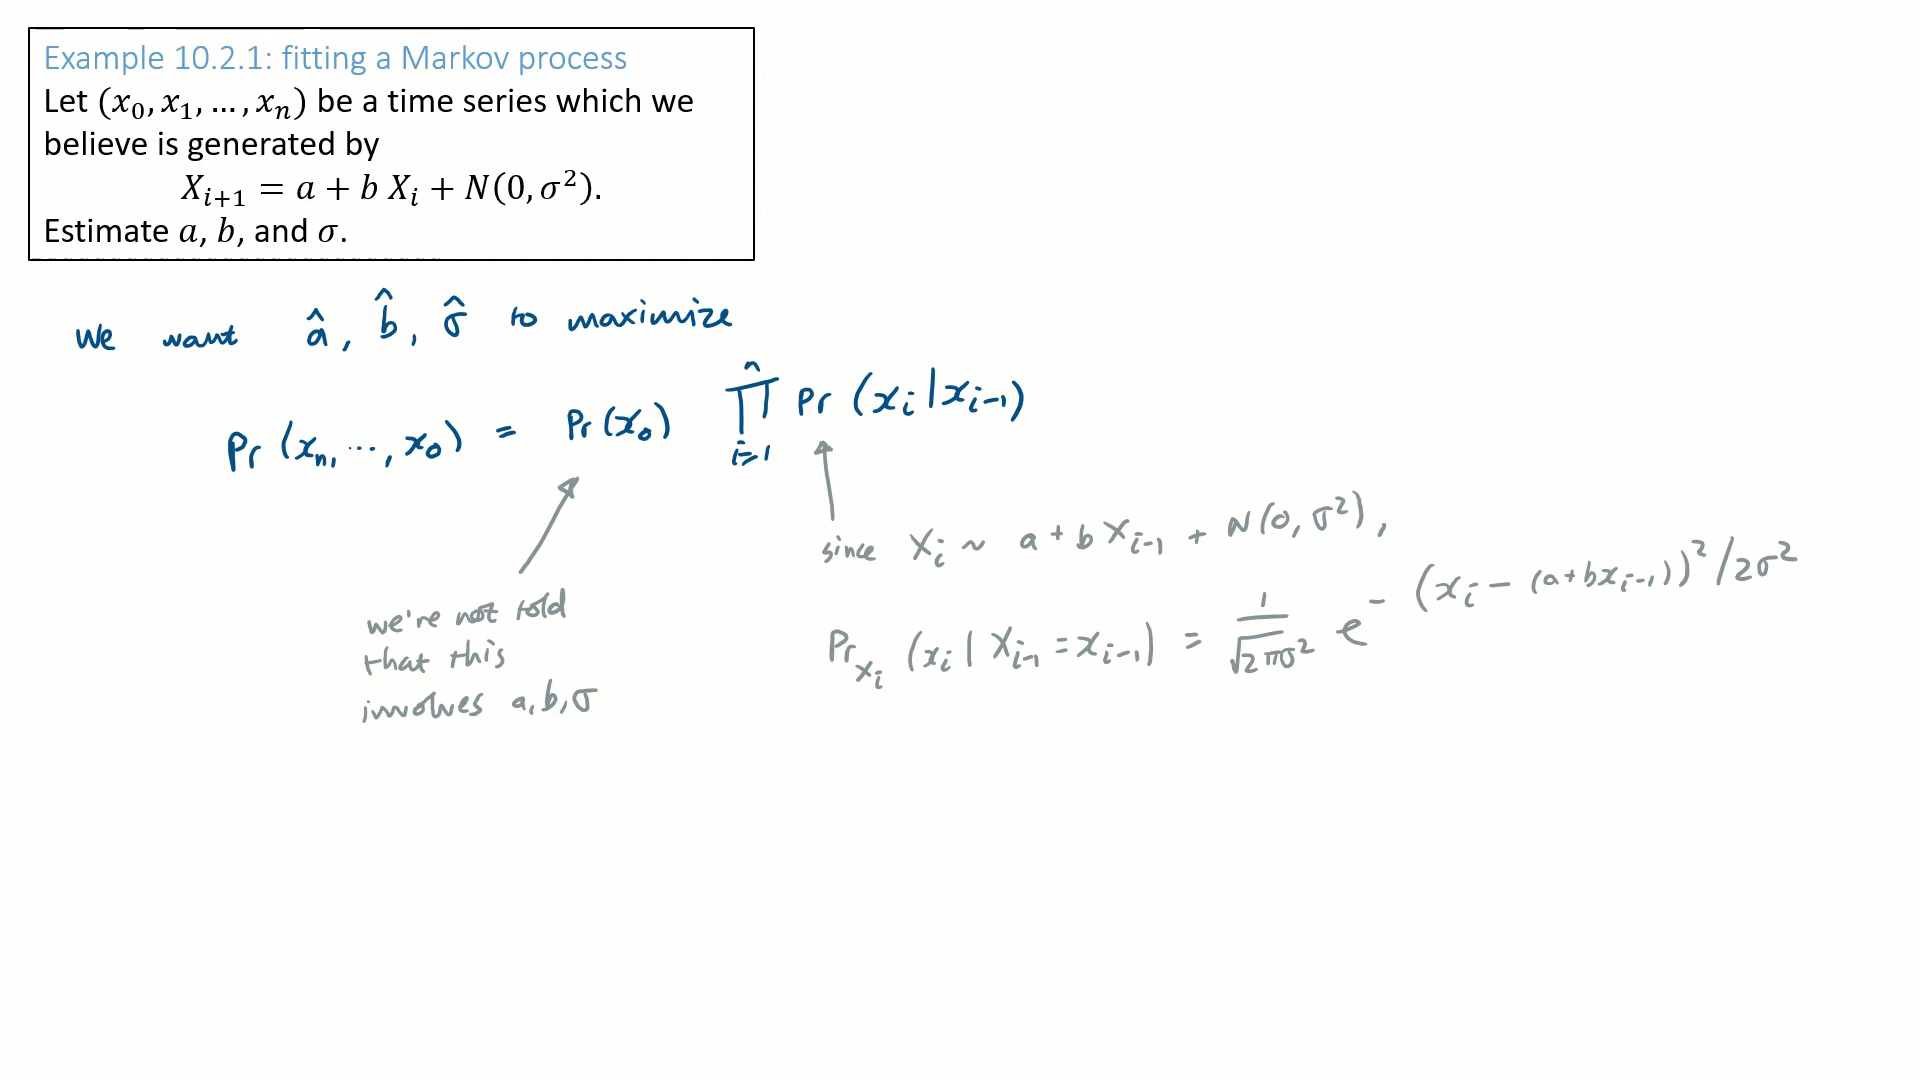 Example 10.2.1: fitting a Markov process
Let (x₀, x₁, …, xₙ) be a time series which we
believe is generated by
Xᵢ₊₁ = a + b Xᵢ + N(0, σ²).
Estimate a, b, and σ.
We want â, b̂, σ̂ to maximize
Pr (xₙ, ⋯, x₀) = Pr (x₀) ∏ⁿᵢ₌₁ Pr (xᵢ | xᵢ₋₁)
since Xᵢ ~ a + b Xᵢ₋₁ + N(0, σ²),
Pr_Xᵢ (xᵢ | Xᵢ₋₁ = xᵢ₋₁) = 1/√2πσ² e^-(xᵢ - (a+bxᵢ₋₁))²/2σ²
we're not told
that this
involves a, b, σ